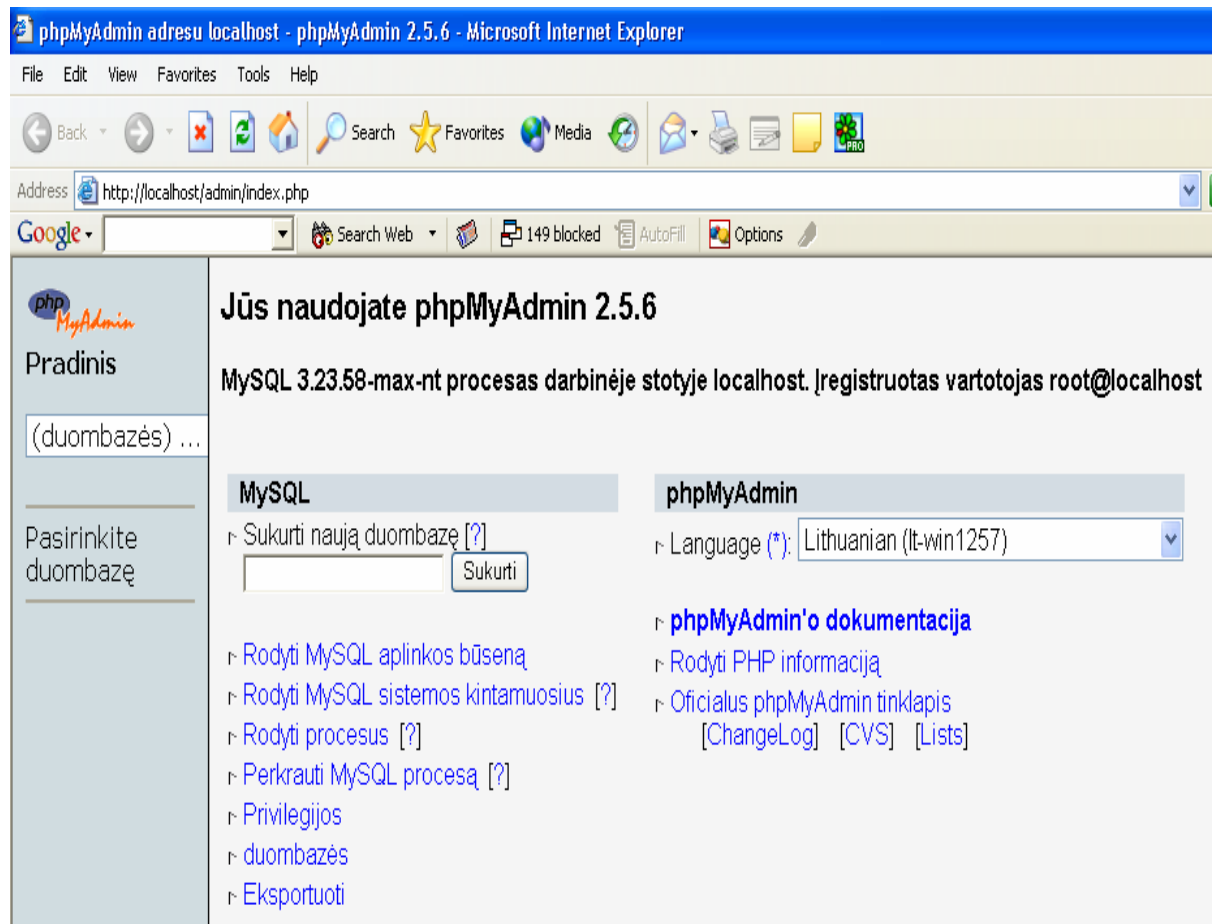 phpMyAdmin adresu localhost - phpMyAdmin 2.5.6 - Microsoft Internet Explorer
File Edit View Favorites Tools Help
Back Search Favorites Media PRO
Address http://localhost/admin/index.php
Google Search Web 149 blocked AutoFill Options
php
MyAdmin
Pradinis
(duombazės) ...
Pasirinkite
duombazę
Jūs naudojate phpMyAdmin 2.5.6
MySQL 3.23.58-max-nt procesas darbinėje stotyje localhost. Įregistruotas vartotojas root@localhost
MySQL
Sukurti naują duombazę [?]
Sukurti
Rodyti MySQL aplinkos būseną
Rodyti MySQL sistemos kintamuosius [?]
Rodyti procesus [?]
Perkrauti MySQL procesą [?]
Privilegijos
duombazės
Eksportuoti
phpMyAdmin
Language (*): Lithuanian (lt-win1257)
phpMyAdmin'o dokumentacija
Rodyti PHP informaciją
Oficialus phpMyAdmin tinklapis
[ChangeLog] [CVS] [Lists]